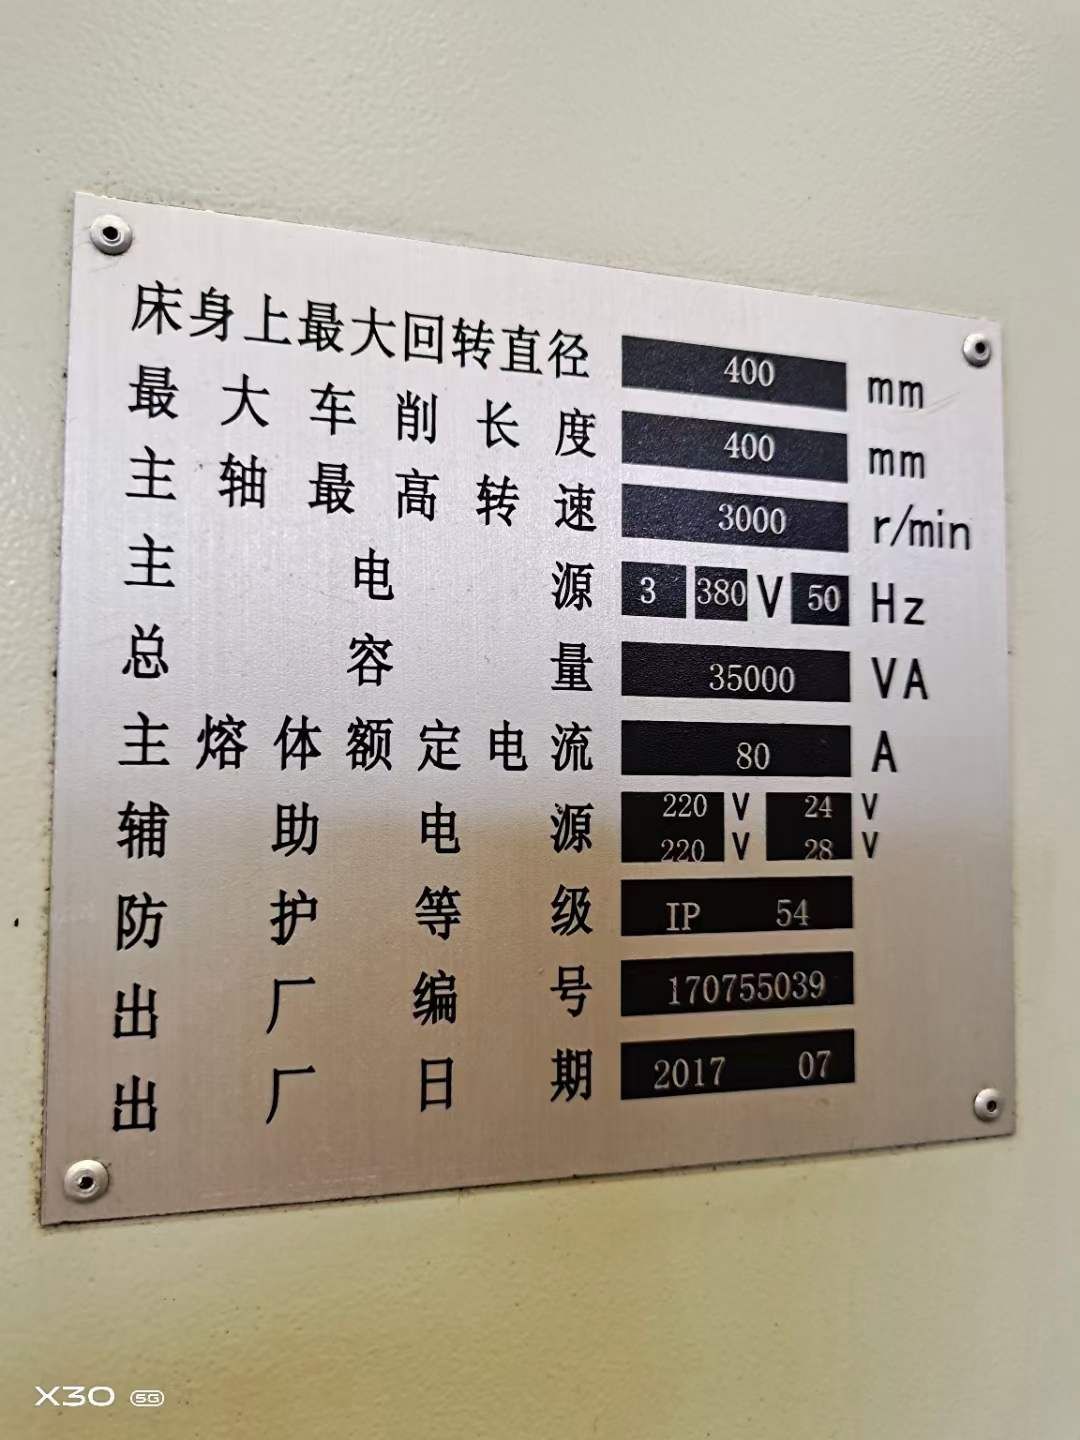 床身上最大回转直径 400 mm
最大车削长度 400 mm
主轴最高转速 3000 r/min
主电源 3 380 V 50 Hz
总容量 35000 VA
主熔体额定电流 80 A
辅助电源 220 V 24 V
220 V 28 V
防护等级 IP 54
出厂编号 170755039
出厂日期 2017 07
X30 5G